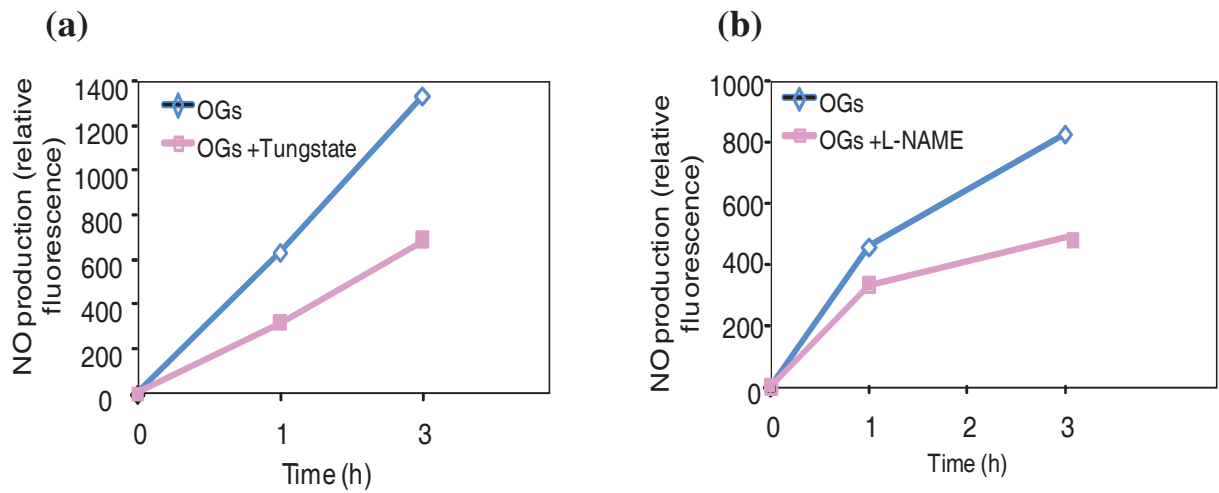 (a)
NO production (relative
fluorescence)
1400
1200
1000
800
600
400
200
0
OGs
OGs +Tungstate
0 1 3
Time (h)
(b)
NO production (relative
fluorescence)
1000
800
600
400
200
0
OGs
OGs +L-NAME
0 1 2 3
Time (h)